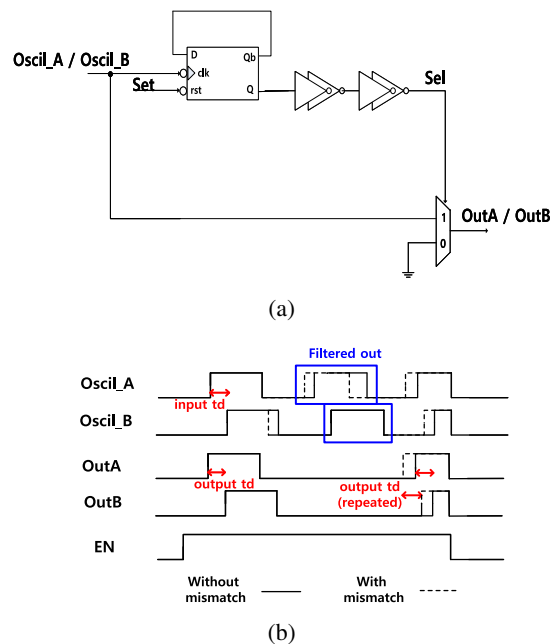 Oscil_A / Oscil_B
D
Qb
clk
Set
rst
Q
Sel
1
0
OutA / OutB
(a)
Filtered out
Oscil_A
input td
Oscil_B
OutA
output td
output td
(repeated)
OutB
EN
Without
mismatch
With
mismatch
(b)